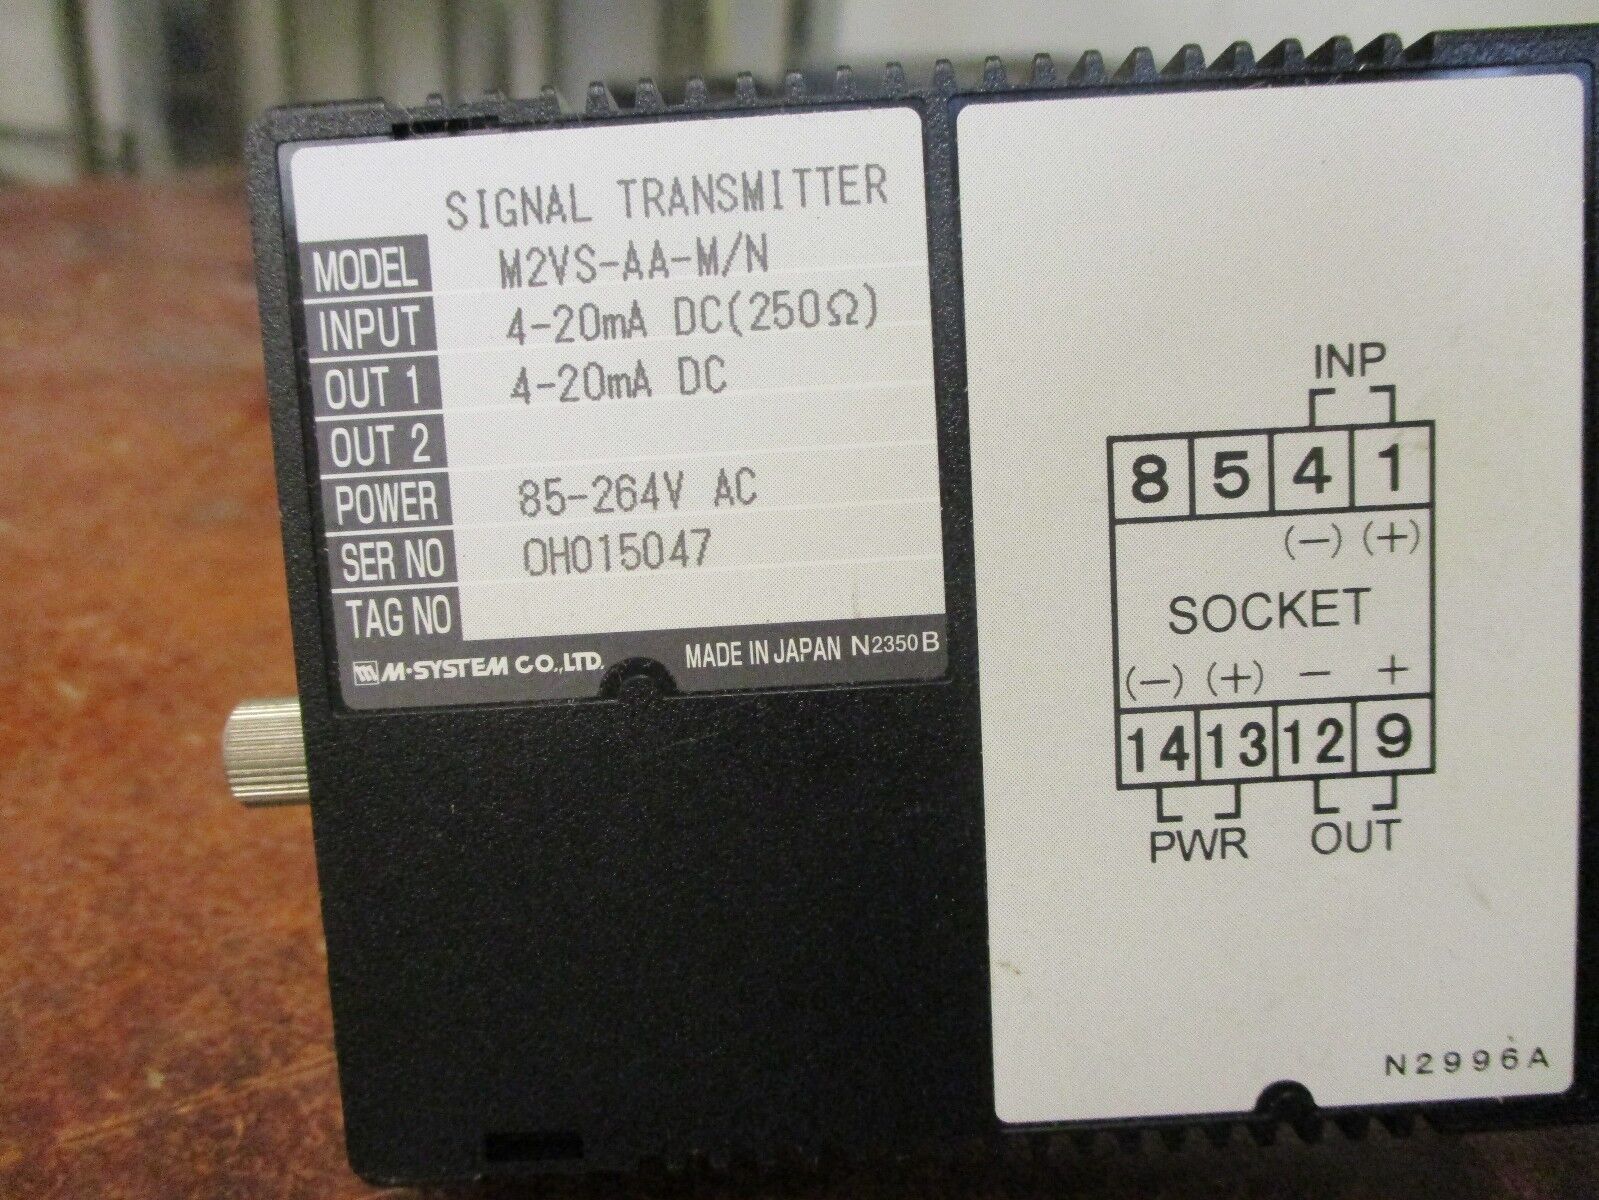 SIGNAL TRANSMITTER
MODEL M2VS-AA-M/N
INPUT 4-20mA DC(250Ω)
OUT 1 4-20mA DC
OUT 2
POWER 85-264V AC
SER NO OH015047
TAG NO
m M·SYSTEM CO.,LTD. MADE IN JAPAN N2350B
INP
8 5 4 1
(−) (+)
SOCKET
(−) (+) − +
14 13 12 9
PWR OUT
N2996A